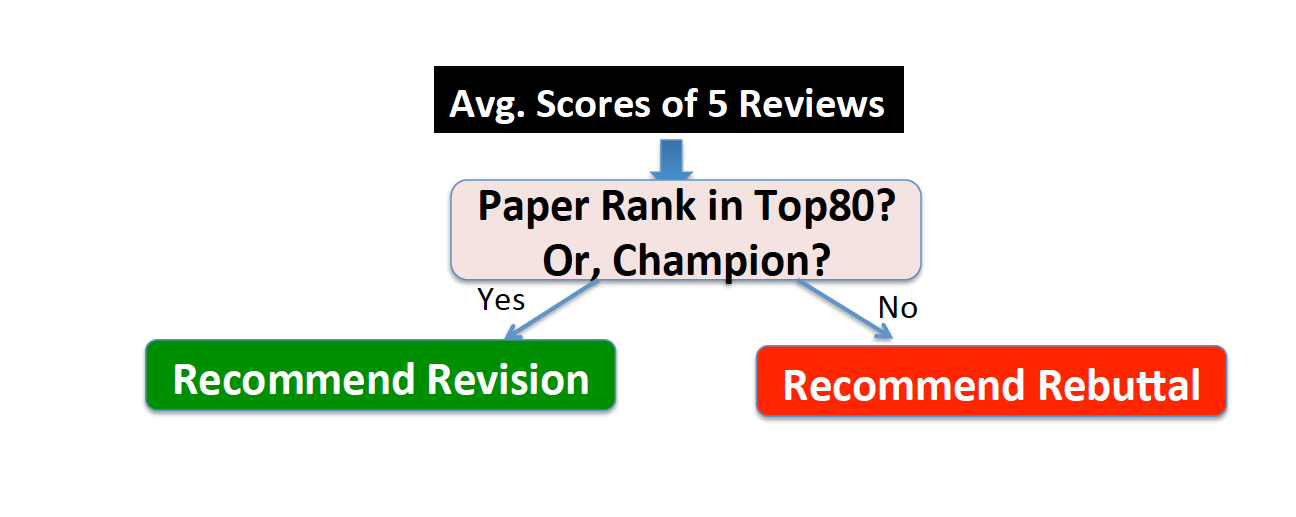 Avg. Scores of 5 Reviews
Paper Rank in Top80?
Or, Champion?
Yes
No
Recommend Revision
Recommend Rebuttal